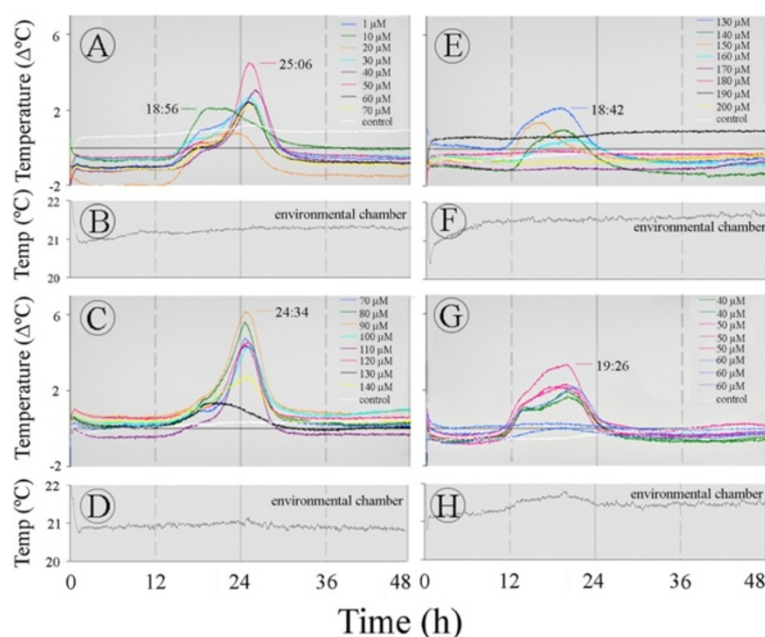 A
Temperature (Δ°C)
6
2
-2
18:56
25:06
1 µM
10 µM
20 µM
30 µM
40 µM
50 µM
60 µM
70 µM
control
B
Temp (°C)
22
21
20
environmental chamber
C
Temperature (Δ°C)
6
2
-2
24:34
70 µM
80 µM
90 µM
100 µM
110 µM
120 µM
130 µM
140 µM
control
D
Temp (°C)
22
21
20
environmental chamber
0 12 24 36 48
E
18:42
130 µM
140 µM
150 µM
160 µM
170 µM
180 µM
190 µM
200 µM
control
F
environmental chamber
G
19:26
40 µM
40 µM
50 µM
50 µM
50 µM
60 µM
60 µM
60 µM
control
H
environmental chamber
0 12 24 36 48
Time (h)